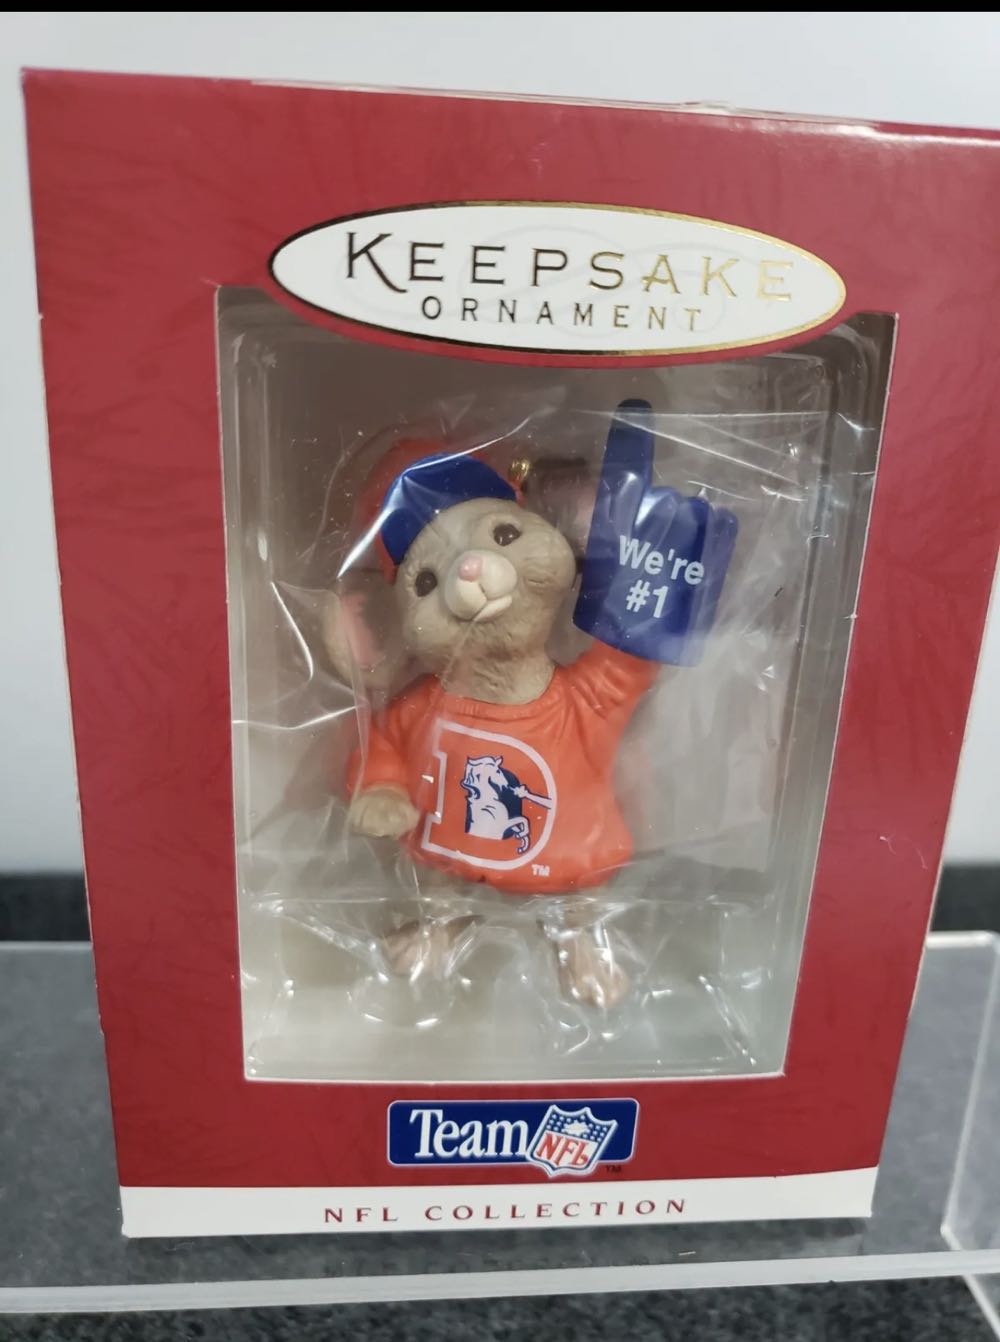 KEEPSAKE
ORNAMENT
We're
#1
D
TM
Team NFL
TM
NFL COLLECTION